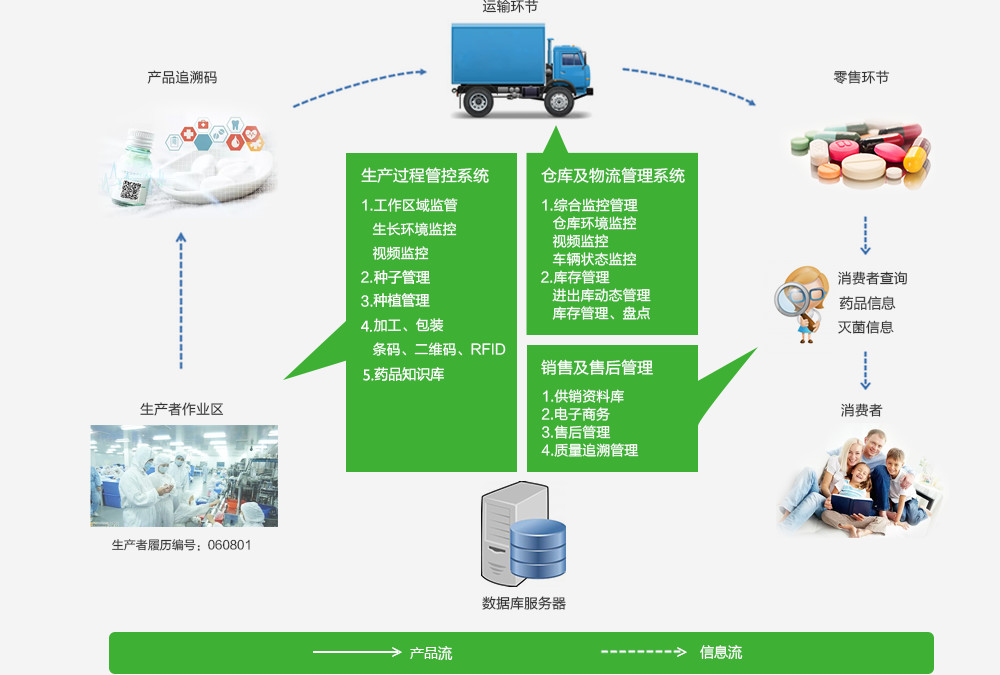 运输环节
产品追溯码
零售环节
生产过程管控系统
1.工作区域监管
生长环境监控
视频监控
2.种子管理
3.种植管理
4.加工、包装
条码、二维码、RFID
5.药品知识库
仓库及物流管理系统
1.综合监控管理
仓库环境监控
视频监控
车辆状态监控
2.库存管理
进出库动态管理
库存管理、盘点
销售及售后管理
1.供销资料库
2.电子商务
3.售后管理
4.质量追溯管理
消费者查询
药品信息
灭菌信息
消费者
生产者作业区
生产者履历编号：060801
数据库服务器
产品流
信息流